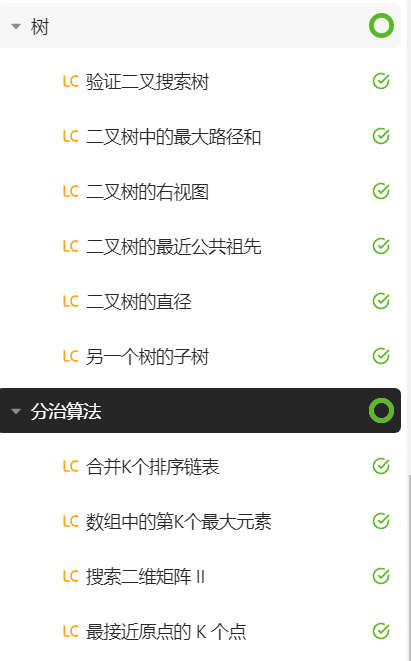 树
LC 验证二叉搜索树
LC 二叉树中的最大路径和
LC 二叉树的右视图
LC 二叉树的最近公共祖先
LC 二叉树的直径
LC 另一个树的子树
分治算法
LC 合并K个排序链表
LC 数组中的第K个最大元素
LC 搜索二维矩阵 II
LC 最接近原点的 K 个点